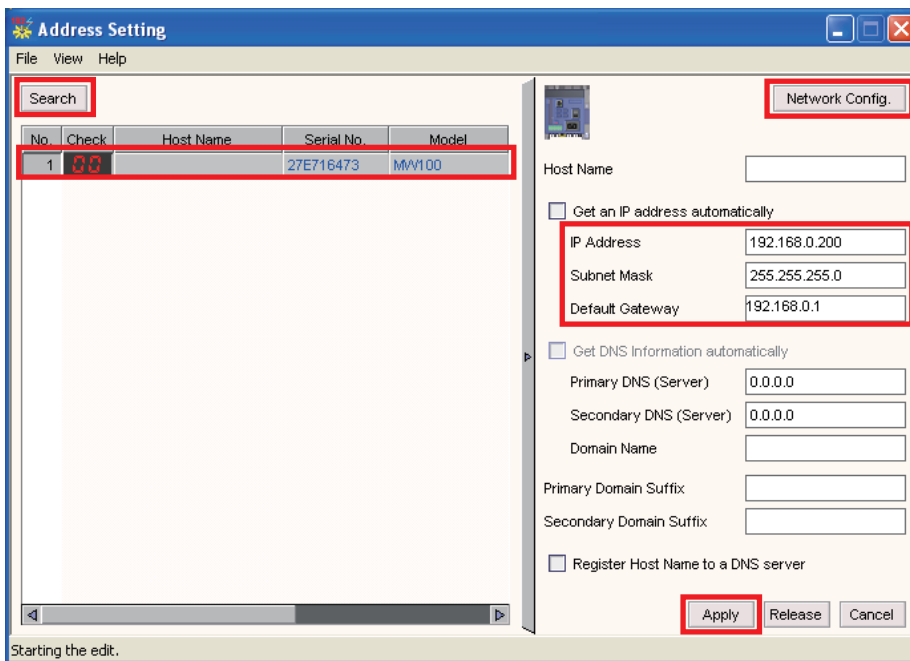 Address Setting
File View Help
Search
Network Config.
No. Check Host Name Serial No. Model
1 00 27E716473 MW100
Host Name
Get an IP address automatically
IP Address 192.168.0.200
Subnet Mask 255.255.255.0
Default Gateway 192.168.0.1
Get DNS Information automatically
Primary DNS (Server) 0.0.0.0
Secondary DNS (Server) 0.0.0.0
Domain Name
Primary Domain Suffix
Secondary Domain Suffix
Register Host Name to a DNS server
Apply Release Cancel
Starting the edit.